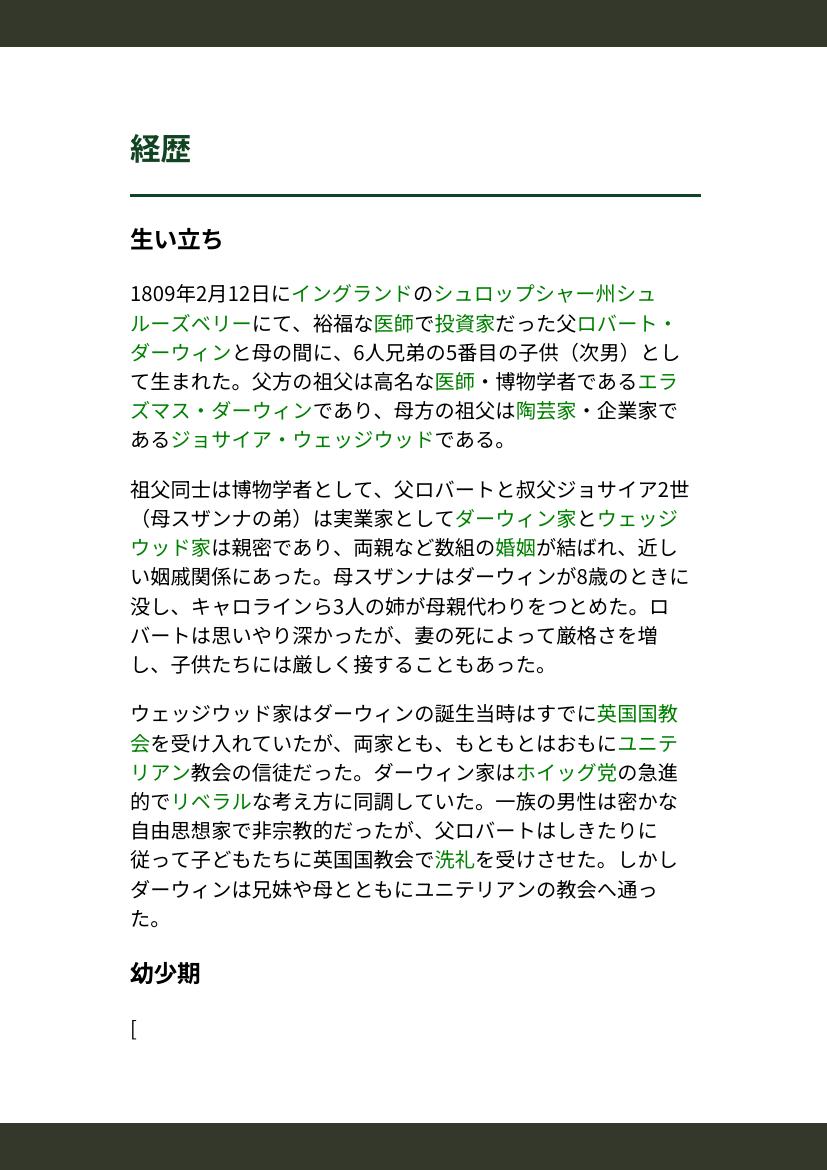 経歴
生い立ち
1809年2月12日にイングランドのシュロップシャー州シュ
ルーズベリーにて、裕福な医師で投資家だった父ロバート・
ダーウィンと母の間に、6人兄弟の5番目の子供（次男）とし
て生まれた。父方の祖父は高名な医師・博物学者であるエラ
ズマス・ダーウィンであり、母方の祖父は陶芸家・企業家で
あるジョサイア・ウェッジウッドである。
祖父同士は博物学者として、父ロバートと叔父ジョサイア2世
（母スザンナの弟）は実業家としてダーウィン家とウェッジ
ウッド家は親密であり、両親など数組の婚姻が結ばれ、近し
い姻戚関係にあった。母スザンナはダーウィンが8歳のときに
没し、キャロラインら3人の姉が母親代わりをつとめた。ロ
バートは思いやり深かったが、妻の死によって厳格さを増
し、子供たちには厳しく接することもあった。
ウェッジウッド家はダーウィンの誕生当時はすでに英国国教
会を受け入れていたが、両家とも、もともとはおもにユニテ
リアン教会の信徒だった。ダーウィン家はホイッグ党の急進
的でリベラルな考え方に同調していた。一族の男性は密かな
自由思想家で非宗教的だったが、父ロバートはしきたりに
従って子どもたちに英国国教会で洗礼を受けさせた。しかし
ダーウィンは兄妹や母とともにユニテリアンの教会へ通っ
た。
幼少期
[